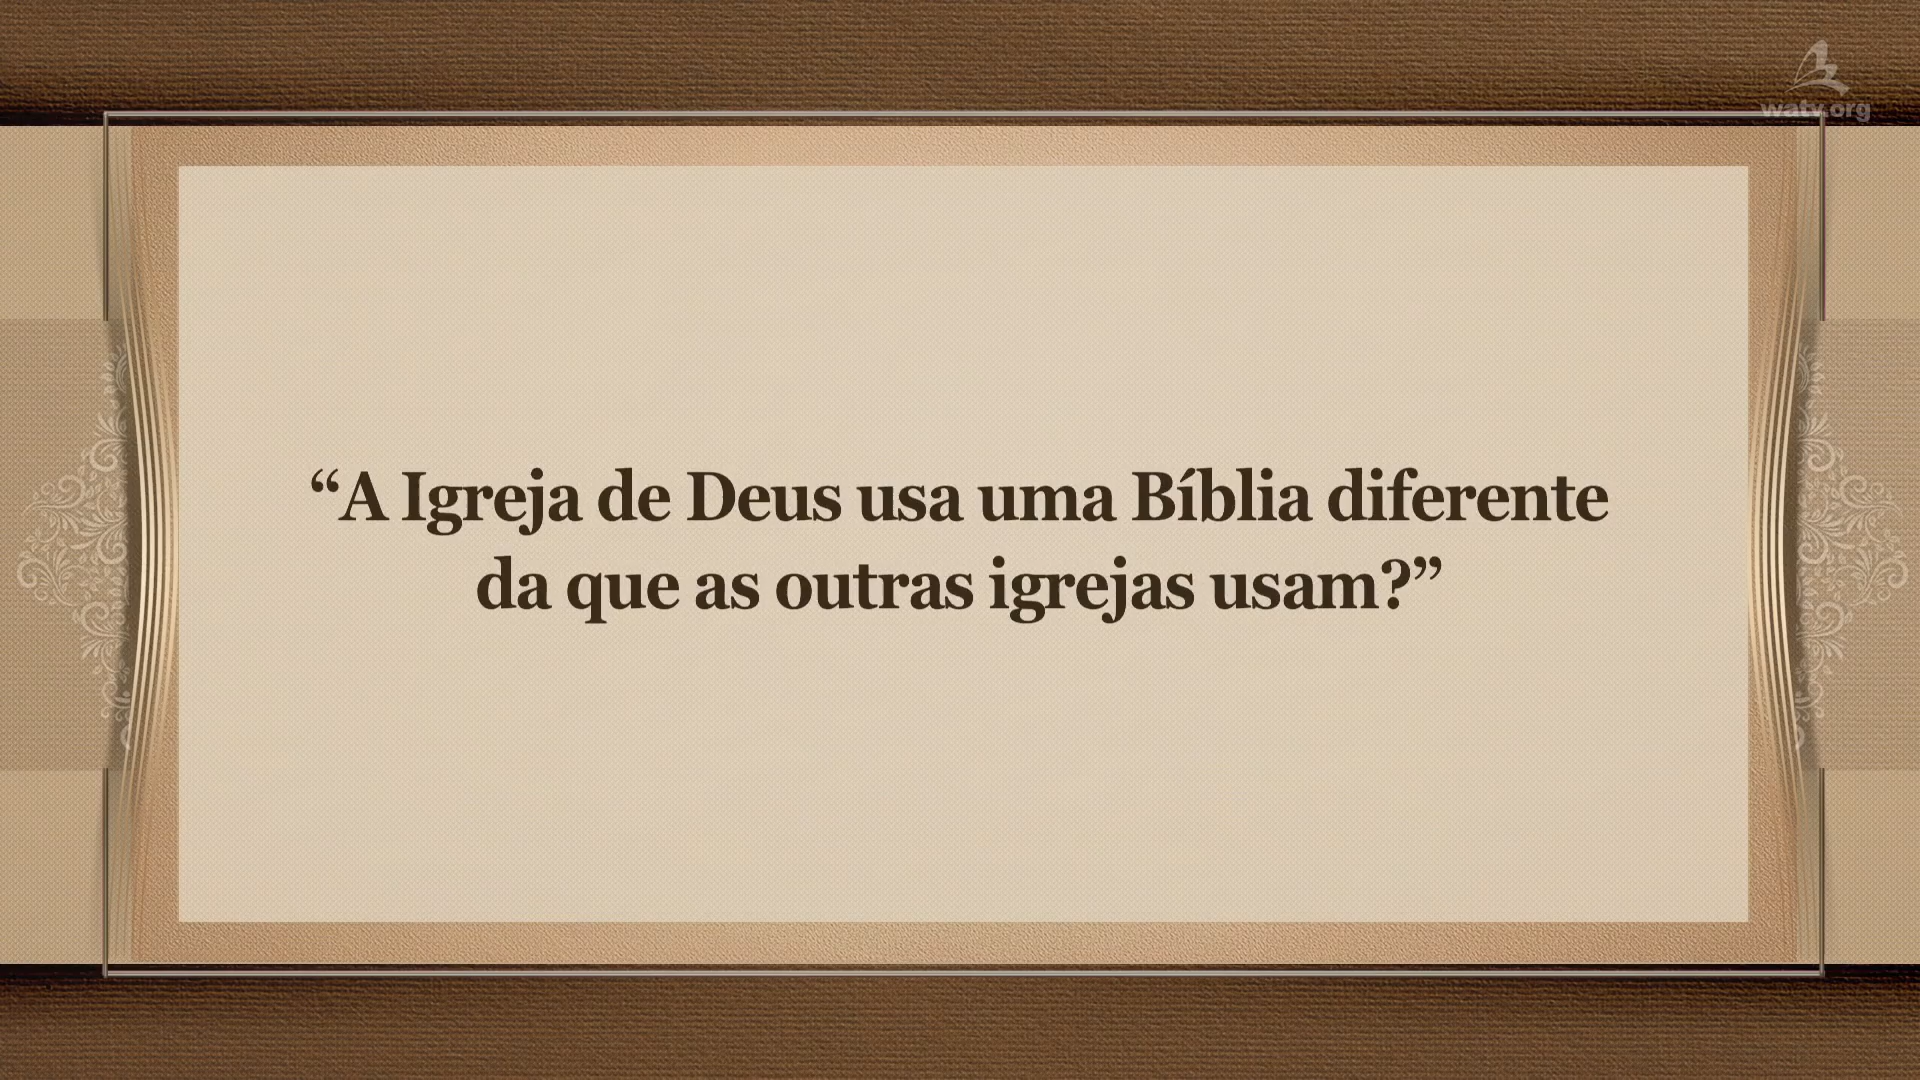 watv.org
“A Igreja de Deus usa uma Bíblia diferente
da que as outras igrejas usam?”